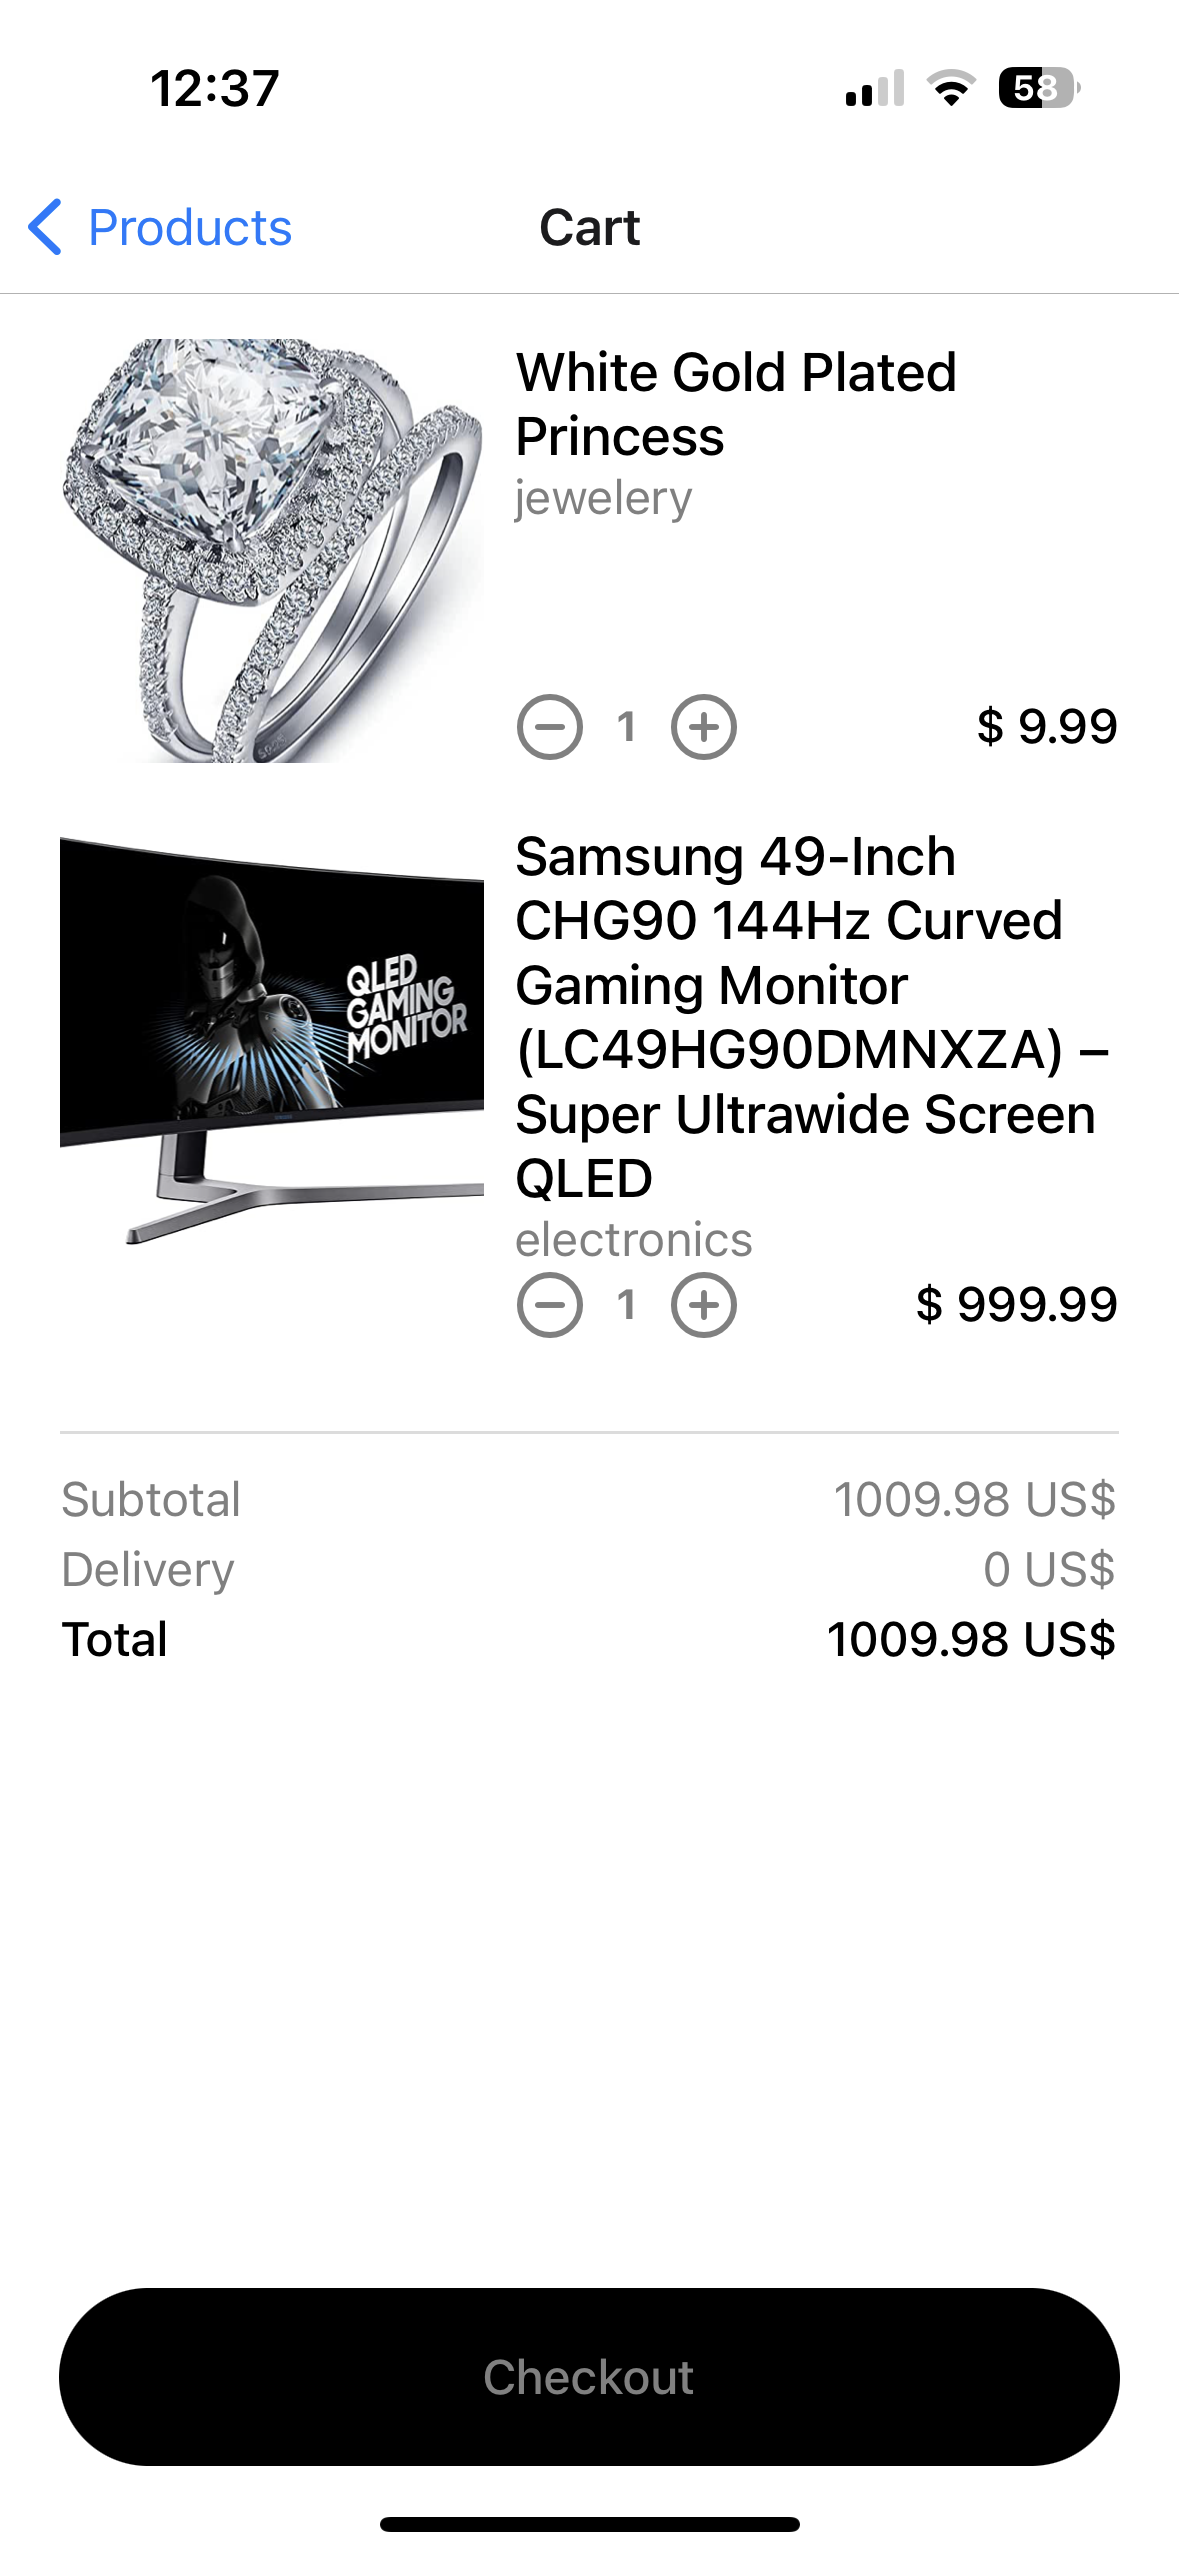 12:37
58
Products
Cart
White Gold Plated
Princess
jewelery
1
$ 9.99
QLED
GAMING
MONITOR
Samsung 49-Inch
CHG90 144Hz Curved
Gaming Monitor
(LC49HG90DMNXZA) –
Super Ultrawide Screen
QLED
electronics
1
$ 999.99
Subtotal
1009.98 US$
Delivery
0 US$
Total
1009.98 US$
Checkout